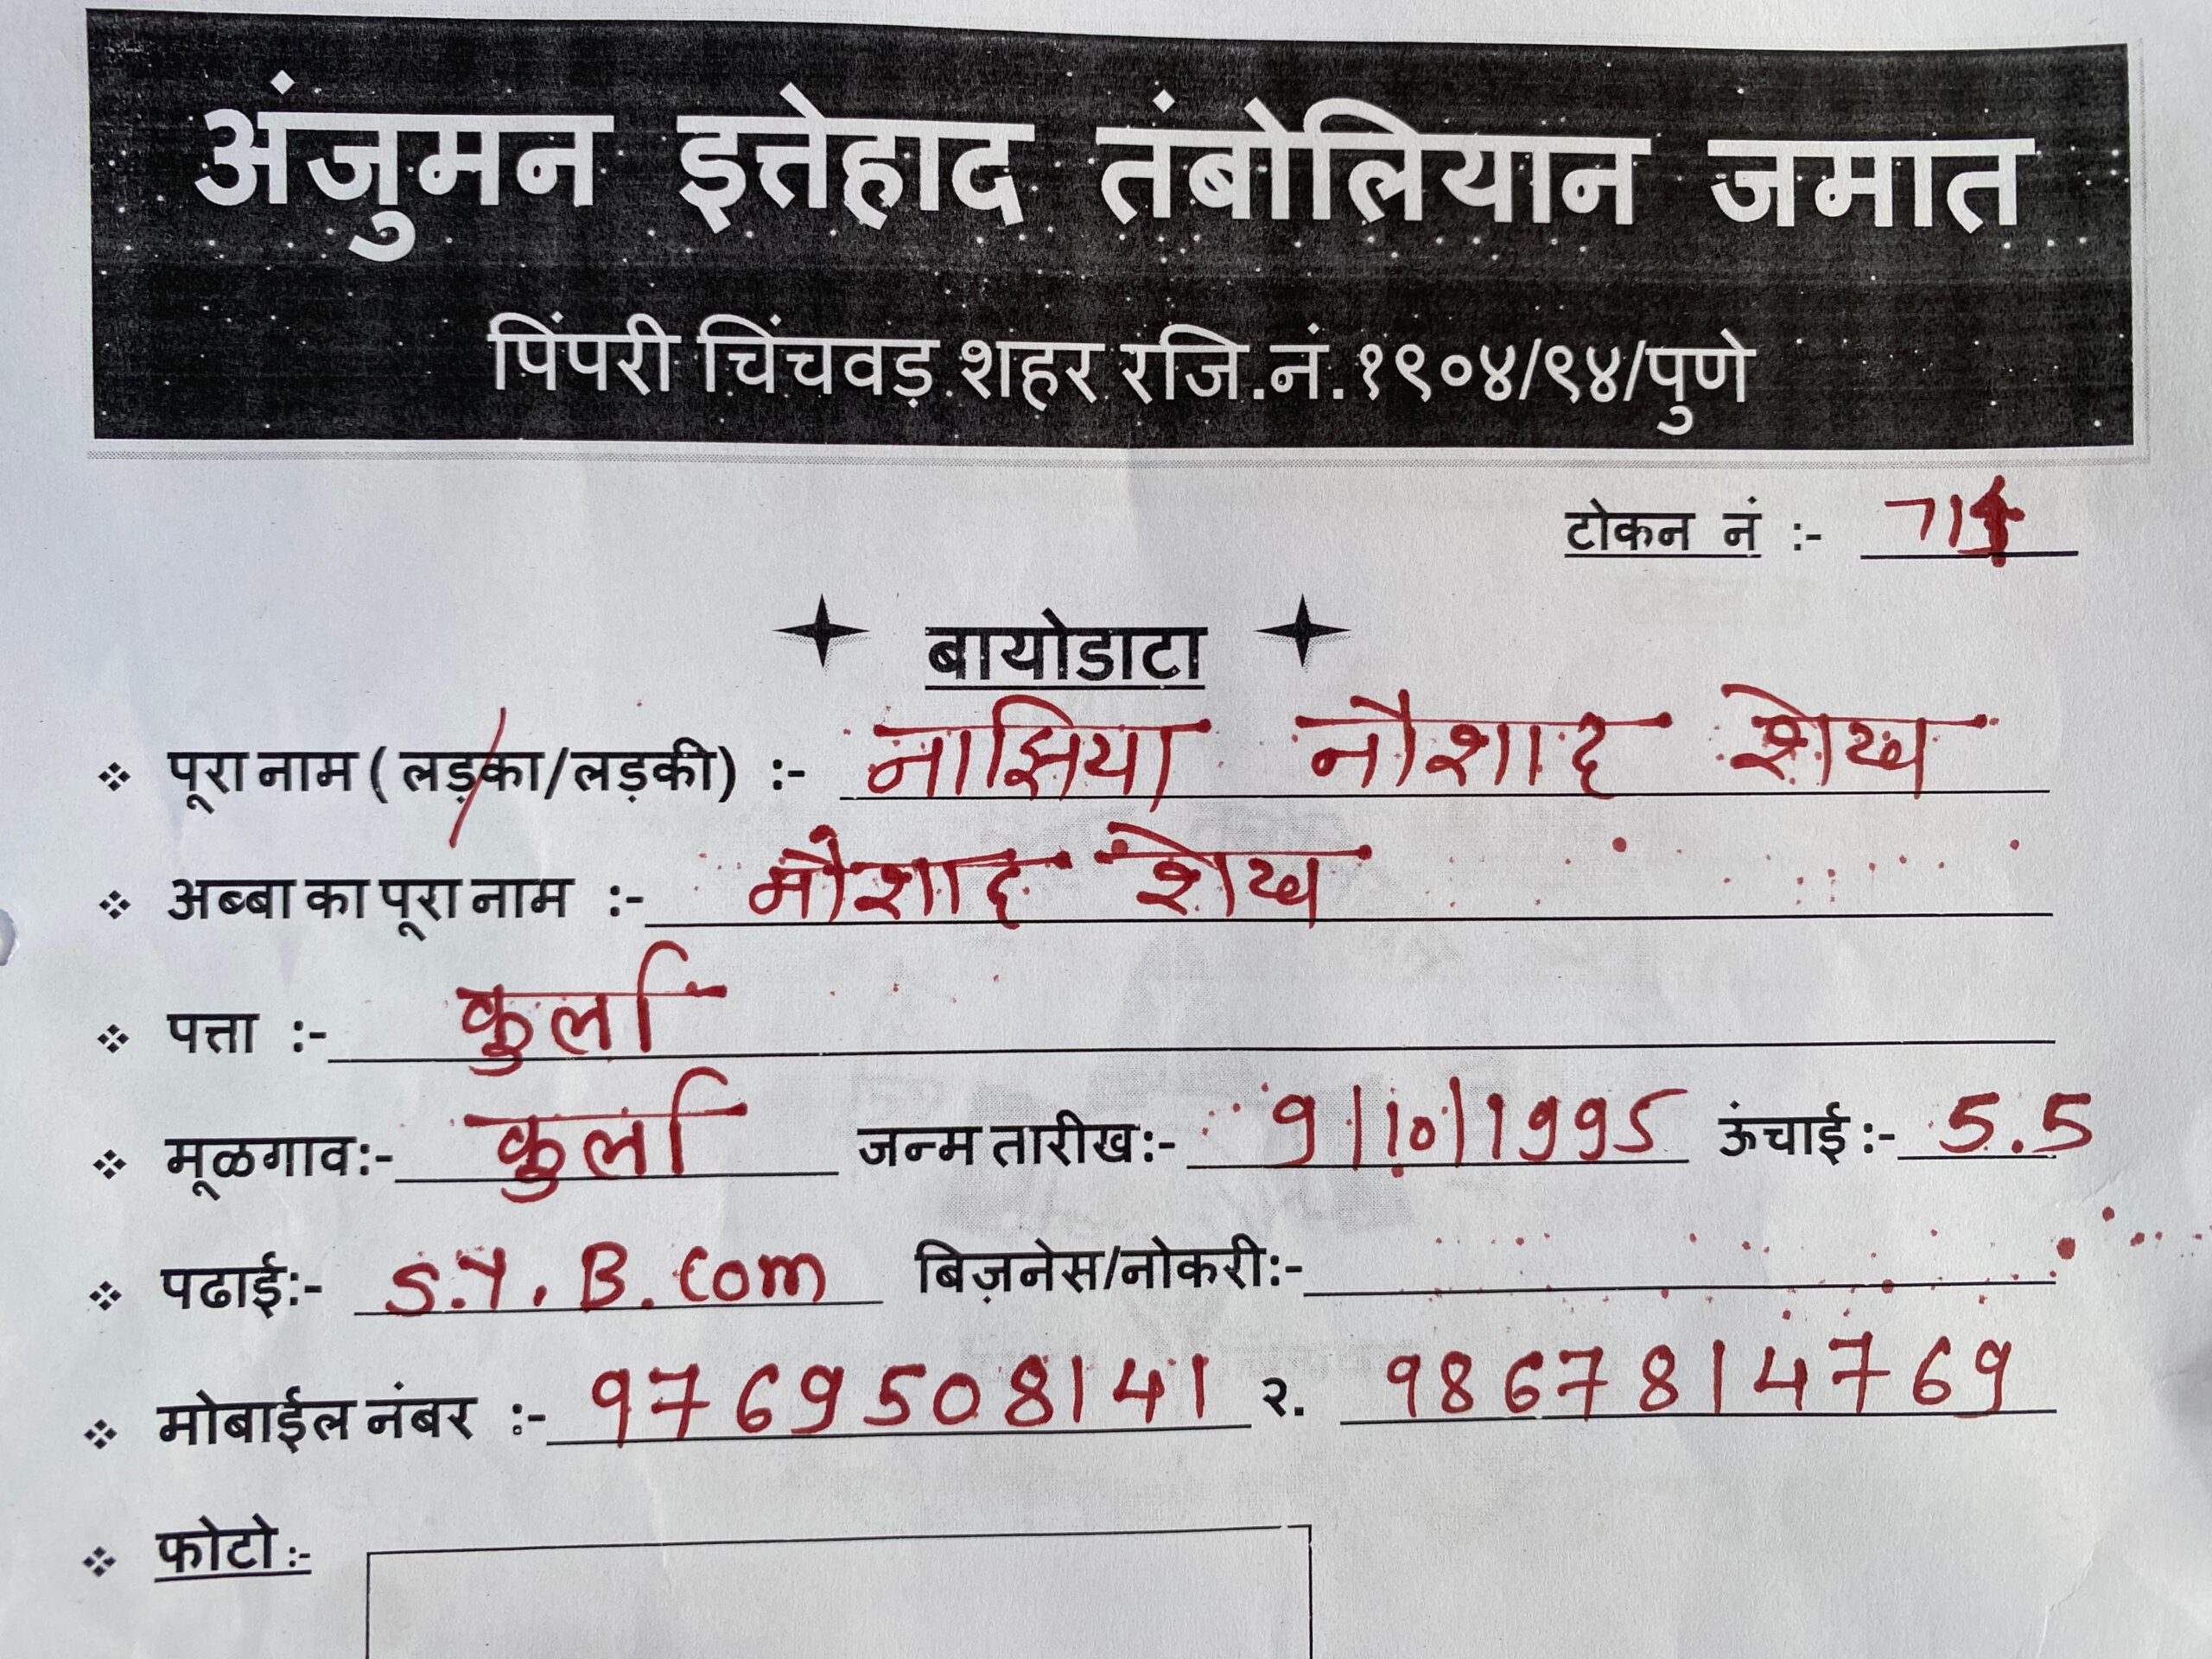 अंजुमन इत्तेहाद तंबोलियान जमात
पिंपरी चिंचवड़ शहर रजि.नं.१९०४/९४/पुणे
टोकन नं :-
बायोडाटा
पूरा नाम ( लड़का/लड़की) :- नाझिया नौशाद शेख
अब्बा का पूरा नाम :- नौशाद शेख
पत्ता :- कुर्ला
मूळगाव:- कुर्ला जन्म तारीख:- 9/10/1995 ऊंचाई :- 5.5
पढाई:- S.Y. B. Com बिज़नेस/नोकरी:-
मोबाईल नंबर :- 9769508141 २. 9867814769
फोटो :-